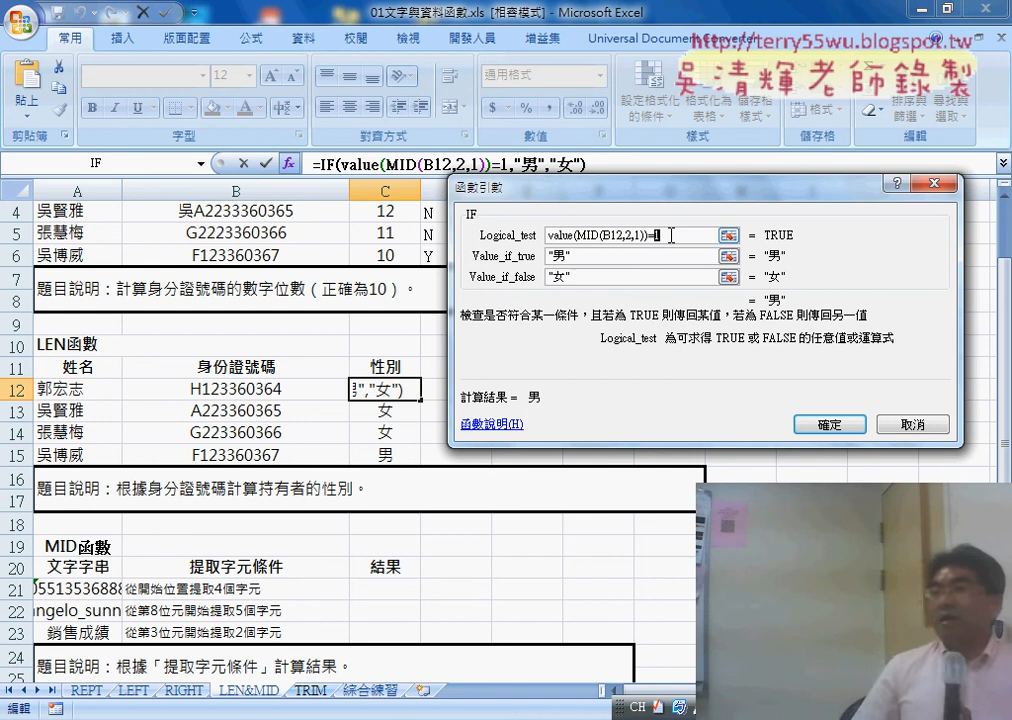 01文字與資料函數.xls [相容模式] - Microsoft Excel
常用 插入 版面配置 公式 資料 校閱 檢視 開發人員 增益集 Universal Document Converter
http://terry55wu.blogspot.tw
吳清輝老師錄製
貼上
12
通用格式
設定格式化的條件 格式化為表格 儲存格樣式
格式
排序與篩選 尋找與選取
剪貼簿 字型 對齊方式 數值 樣式 儲存格 編輯
IF
=IF(value(MID(B12,2,1))=1,"男","女")
A B C
4 吳賢雅 吳A2233360365 12 N
5 張慧梅 G2223360366 11 N
6 吳博威 F123367360 10 Y
7 題目說明：計算身分證號碼的數字位數（正確為10）。
8
9
10 LEN函數
11 姓名 身份證號碼 性別
12 郭宏志 H123360364 ","女")
13 吳賢雅 A223360365 女
14 張慧梅 G223360366 女
15 吳博威 F123360367 男
16 題目說明：根據身分證號碼計算持有者的性別。
17
18
19 MID函數
20 文字字串 提取字元條件 結果
21 055135368888 從開始位置提取4個字元
22 angelo_sunn 從第8位元開始提取5個字元
23 銷售成績 從第3位元開始提取2個字元
24 題目說明：根據「提取字元條件」計算結果。
25
函數引數
IF
Logical_test value(MID(B12,2,1))=1 = TRUE
Value_if_true "男" = "男"
Value_if_false "女" = "女"
= "男"
檢查是否符合某一條件，且若為 TRUE 則傳回某值，若為 FALSE 則傳回另一值
Logical_test 為可求得 TRUE 或 FALSE 的任意值或運算式
計算結果 = 男
函數說明(H)
確定 取消
REPT LEFT RIGHT LEN&MID TRIM 綜合練習
編輯
CH